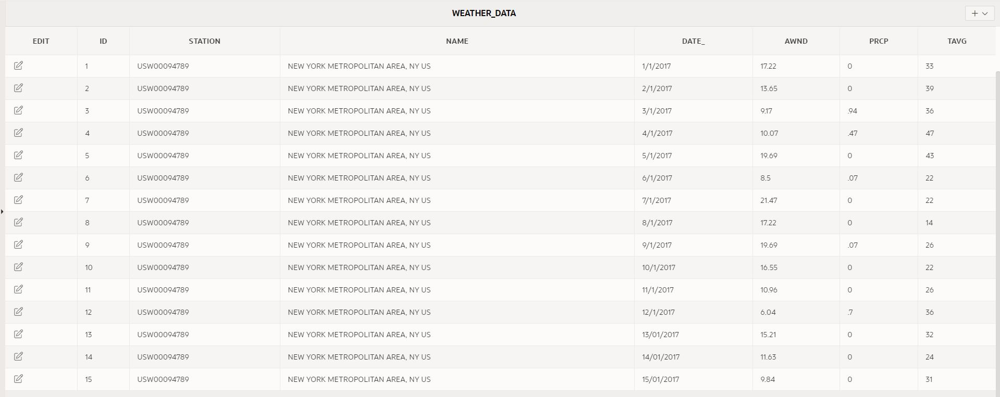 WEATHER_DATA
EDIT ID STATION NAME DATE_ AWND PRCP TAVG
1 USW00094789 NEW YORK METROPOLITAN AREA, NY US 1/1/2017 17.22 0 33
2 USW00094789 NEW YORK METROPOLITAN AREA, NY US 2/1/2017 13.65 0 39
3 USW00094789 NEW YORK METROPOLITAN AREA, NY US 3/1/2017 9.17 .94 36
4 USW00094789 NEW YORK METROPOLITAN AREA, NY US 4/1/2017 10.07 .47 47
5 USW00094789 NEW YORK METROPOLITAN AREA, NY US 5/1/2017 19.69 0 43
6 USW00094789 NEW YORK METROPOLITAN AREA, NY US 6/1/2017 8.5 .07 22
7 USW00094789 NEW YORK METROPOLITAN AREA, NY US 7/1/2017 21.47 0 22
8 USW00094789 NEW YORK METROPOLITAN AREA, NY US 8/1/2017 17.22 0 14
9 USW00094789 NEW YORK METROPOLITAN AREA, NY US 9/1/2017 19.69 .07 26
10 USW00094789 NEW YORK METROPOLITAN AREA, NY US 10/1/2017 16.55 0 22
11 USW00094789 NEW YORK METROPOLITAN AREA, NY US 11/1/2017 10.96 0 26
12 USW00094789 NEW YORK METROPOLITAN AREA, NY US 12/1/2017 6.04 .7 36
13 USW00094789 NEW YORK METROPOLITAN AREA, NY US 13/01/2017 15.21 0 32
14 USW00094789 NEW YORK METROPOLITAN AREA, NY US 14/01/2017 11.63 0 24
15 USW00094789 NEW YORK METROPOLITAN AREA, NY US 15/01/2017 9.84 0 31